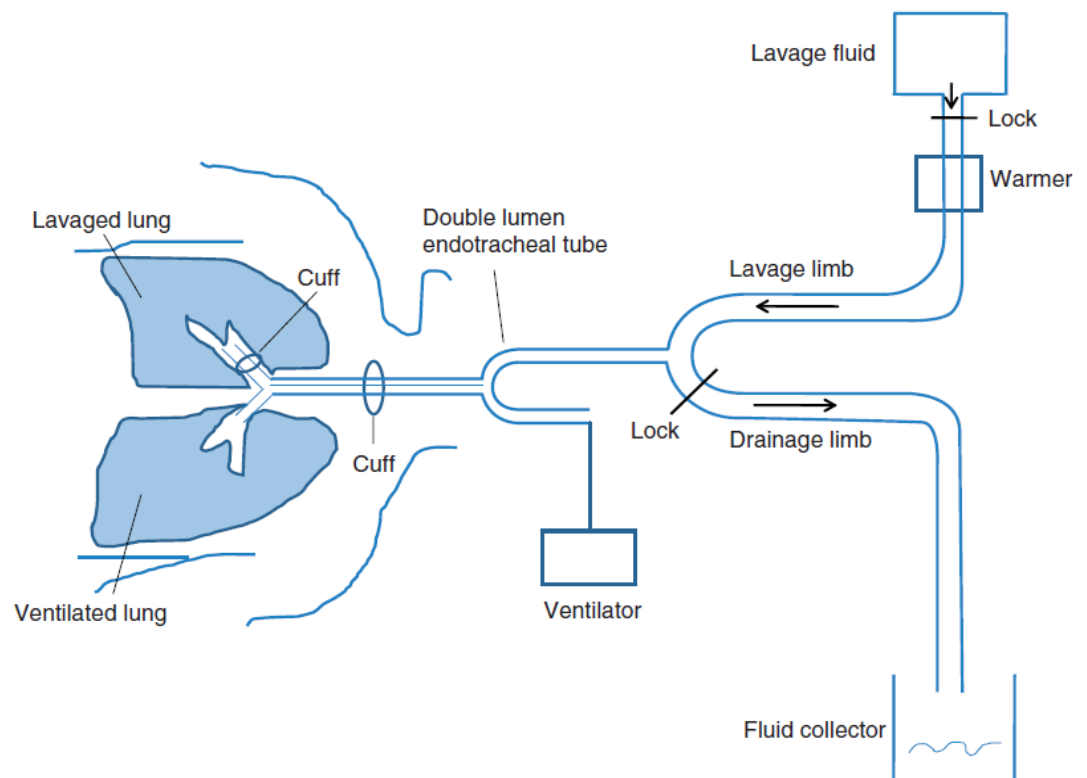 Lavage fluid
Lock
Warmer
Double lumen
endotracheal tube
Lavaged lung
Cuff
Lavage limb
Lock
Drainage limb
Cuff
Ventilated lung
Ventilator
Fluid collector